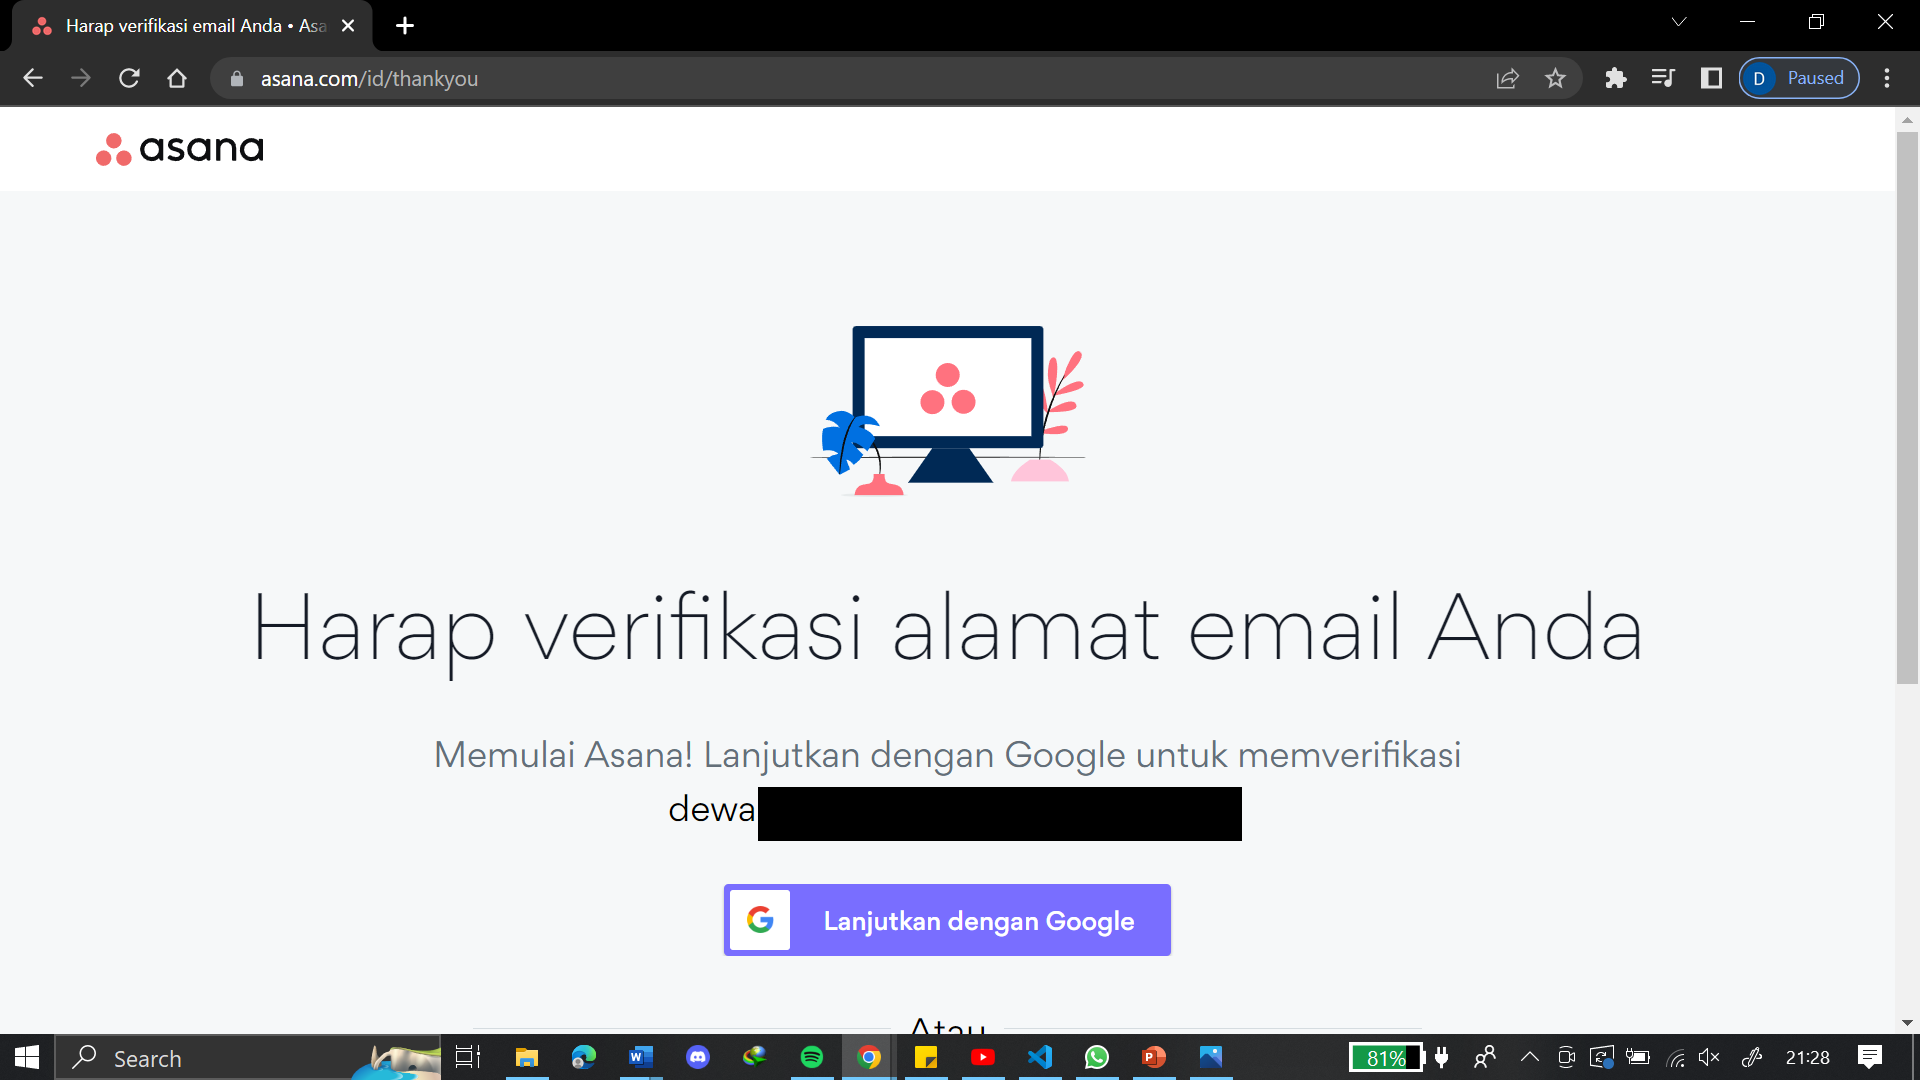 Harap verifikasi email Anda • Asa
asana.com/id/thankyou
D Paused
asana
Harap verifikasi alamat email Anda
Memulai Asana! Lanjutkan dengan Google untuk memverifikasi
dewa
G Lanjutkan dengan Google
Atau
Search
81%
21:28